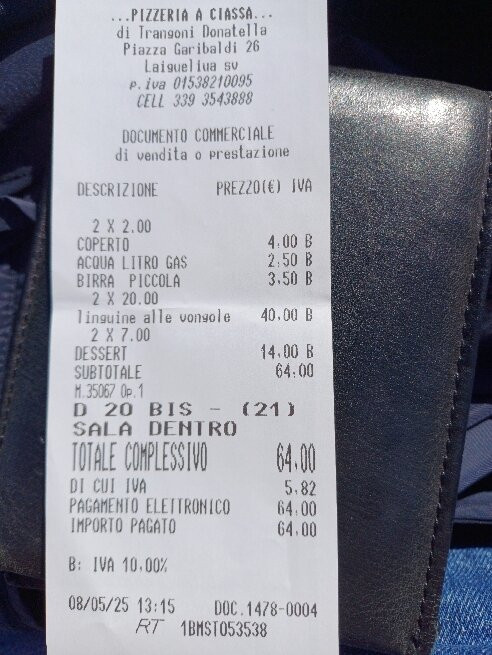 ...PIZZERIA A CIASSA...
di Trangoni Donatella
Piazza Garibaldi 26
Laigueliua sv
p.iva 01538210095
CELL 339 3543888
DOCUMENTO COMMERCIALE
di vendita o prestazione
DESCRIZIONE PREZZO(€) IVA
2 X 2.00
COPERTO 4.00 B
ACQUA LITRO GAS 2.50 B
BIRRA PICCOLA 3.50 B
2 X 20.00
linguine alle vongole 40.00 B
2 X 7.00
DESSERT 14.00 B
SUBTOTALE 64.00
M.35067 Op.1
D 20 BIS - (21)
SALA DENTRO
TOTALE COMPLESSIVO 64.00
DI CUI IVA 5.82
PAGAMENTO ELETTRONICO 64.00
IMPORTO PAGATO 64.00
B: IVA 10.00%
08/05/25 13:15 DOC.1478-0004
RT 1BMST053538